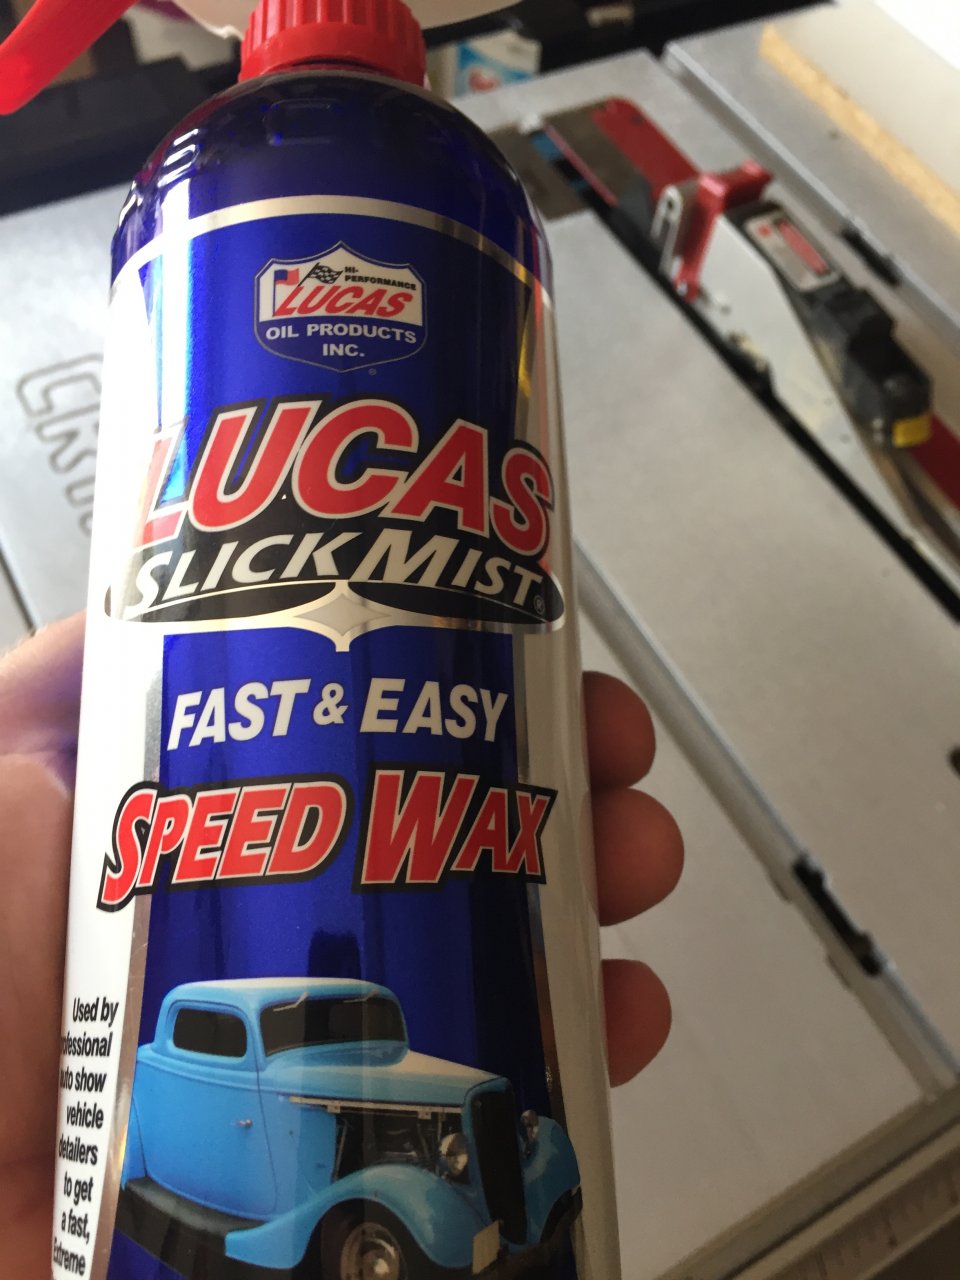 HI-
PERFORMANCE
LUCAS
OIL PRODUCTS
INC.
®
LUCAS
SLICK MIST®
FAST & EASY
SPEED WAX
Used by
auto show
vehicle
detailers
to get
a fast,
Extreme